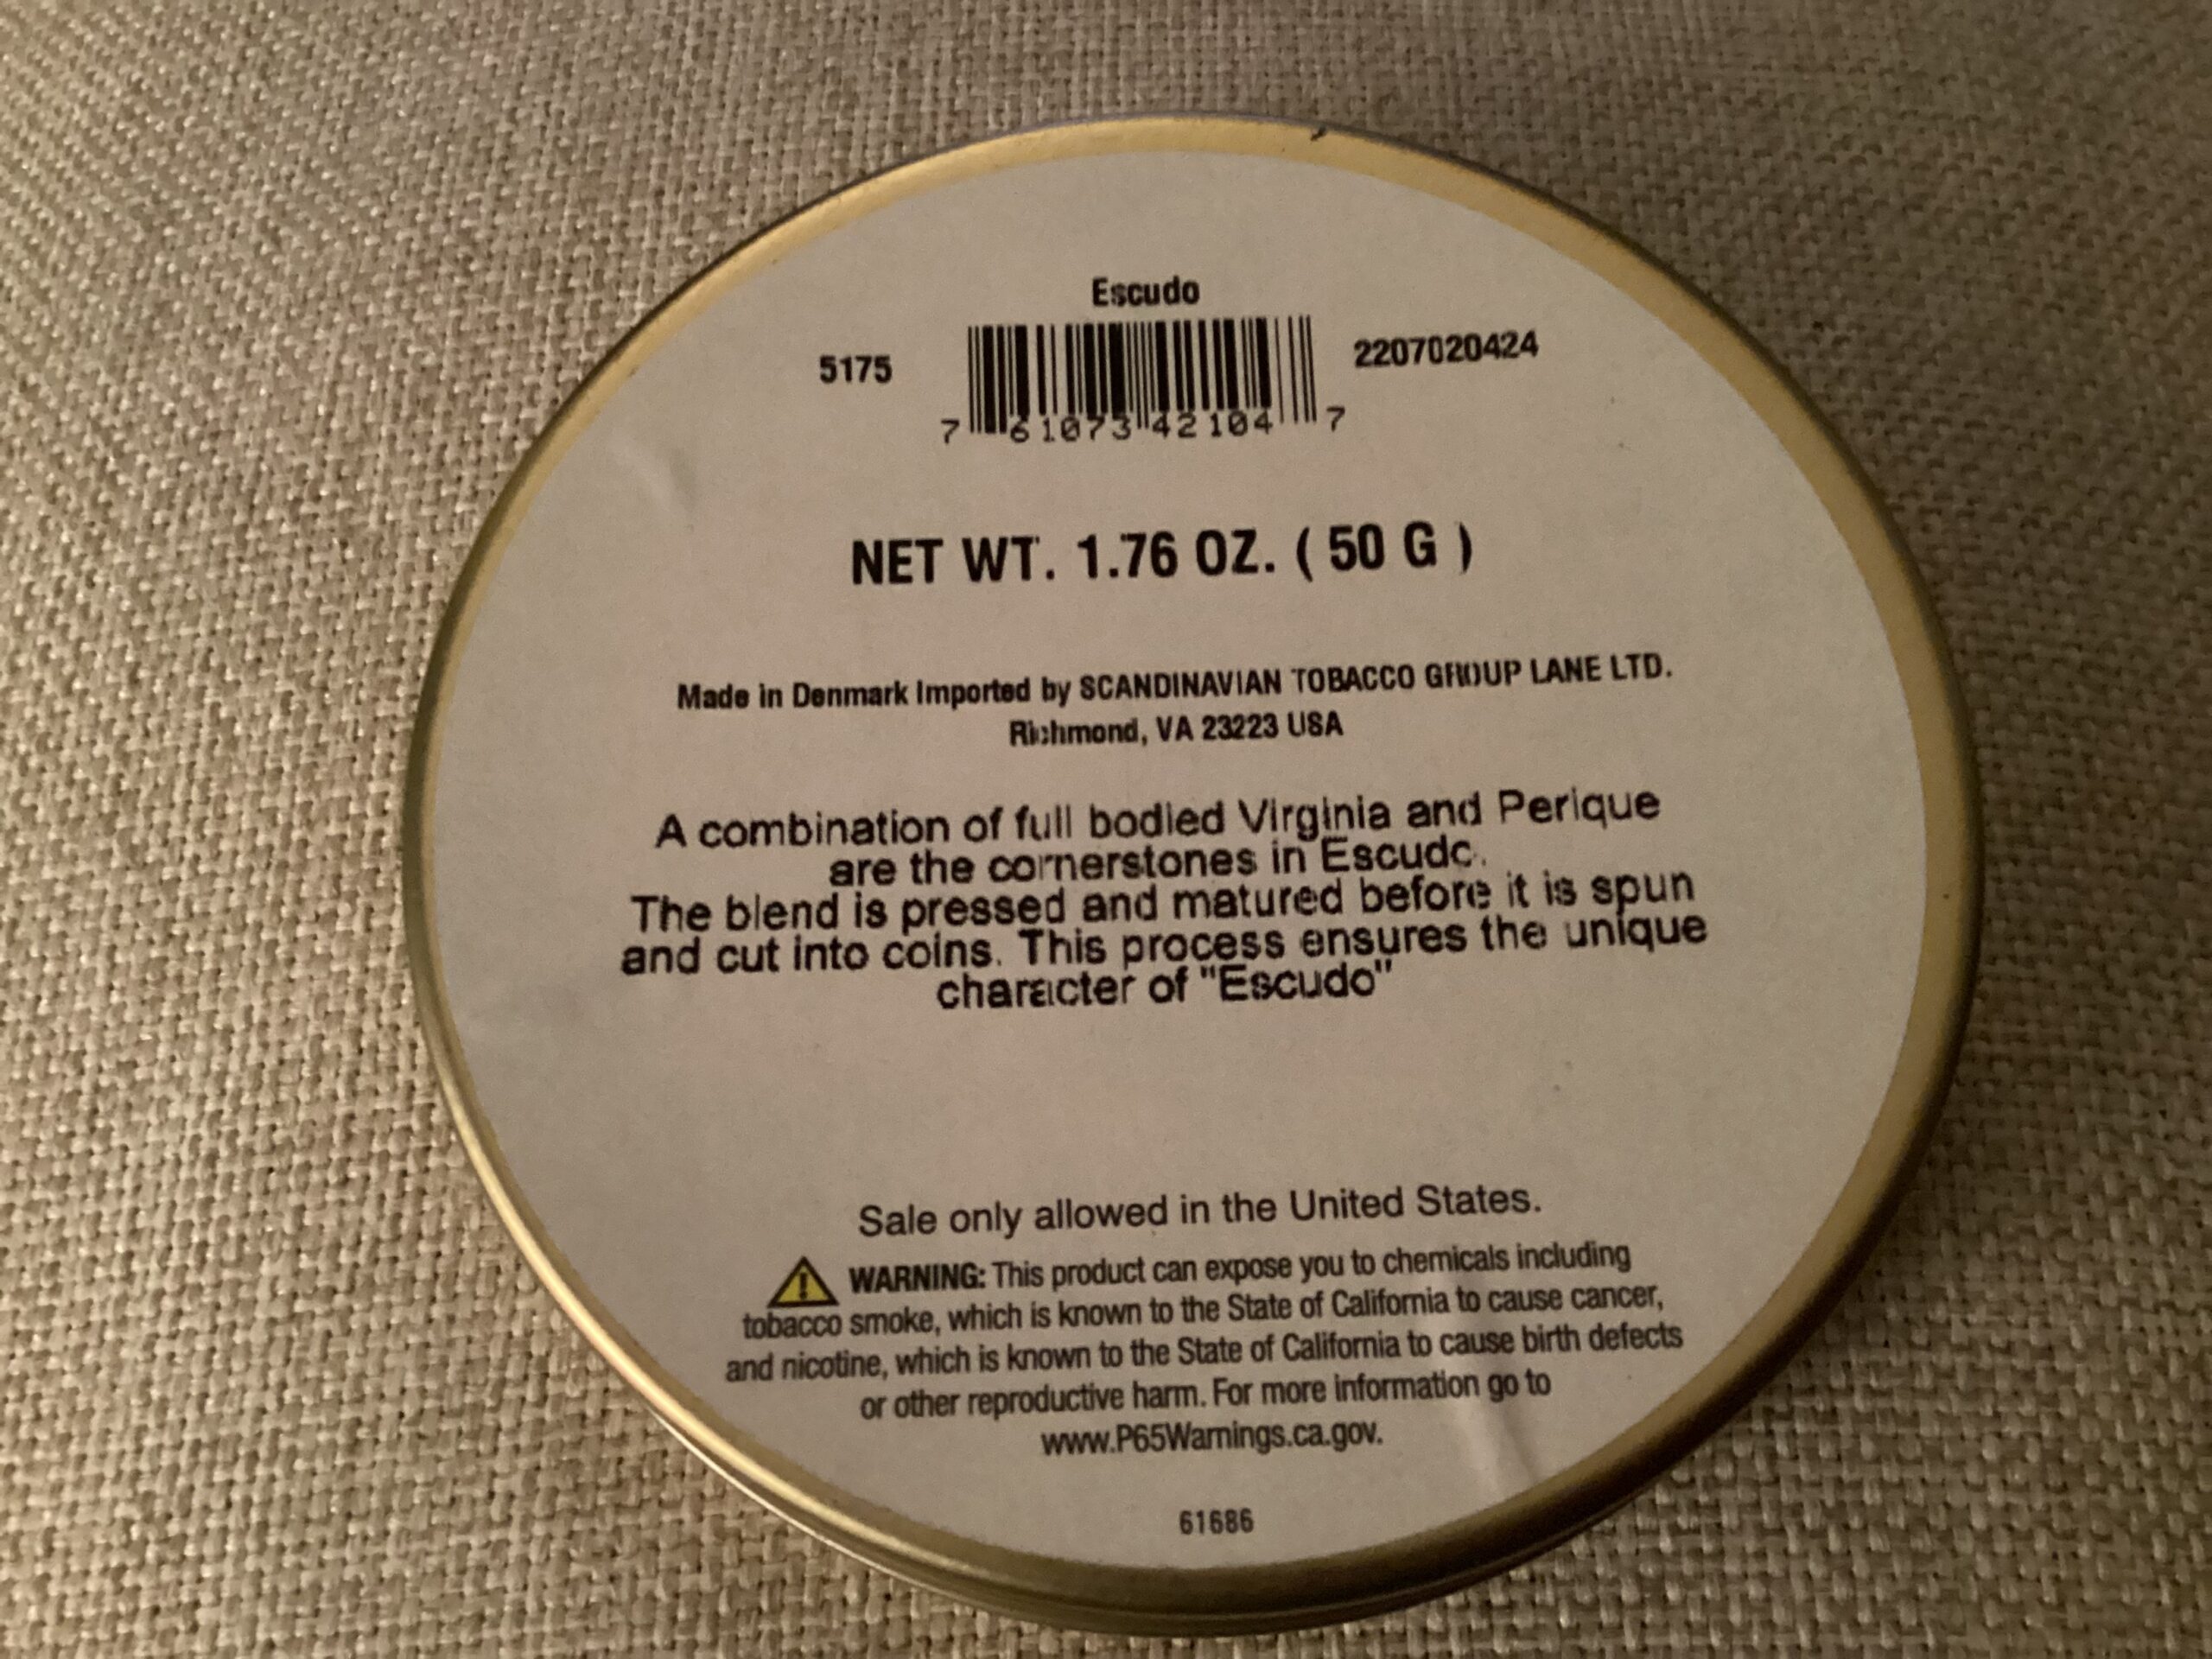 Escudo
5175
2207020424
7 61073 42104 7
NET WT. 1.76 OZ. ( 50 G )
Made in Denmark Imported by SCANDINAVIAN TOBACCO GROUP LANE LTD.
Richmond, VA 23223 USA
A combination of full bodied Virginia and Perique
are the cornerstones in Escudo.
The blend is pressed and matured before it is spun
and cut into coins. This process ensures the unique
character of "Escudo"
Sale only allowed in the United States.
WARNING: This product can expose you to chemicals including
tobacco smoke, which is known to the State of California to cause cancer,
and nicotine, which is known to the State of California to cause birth defects
or other reproductive harm. For more information go to
www.P65Warnings.ca.gov.
61686